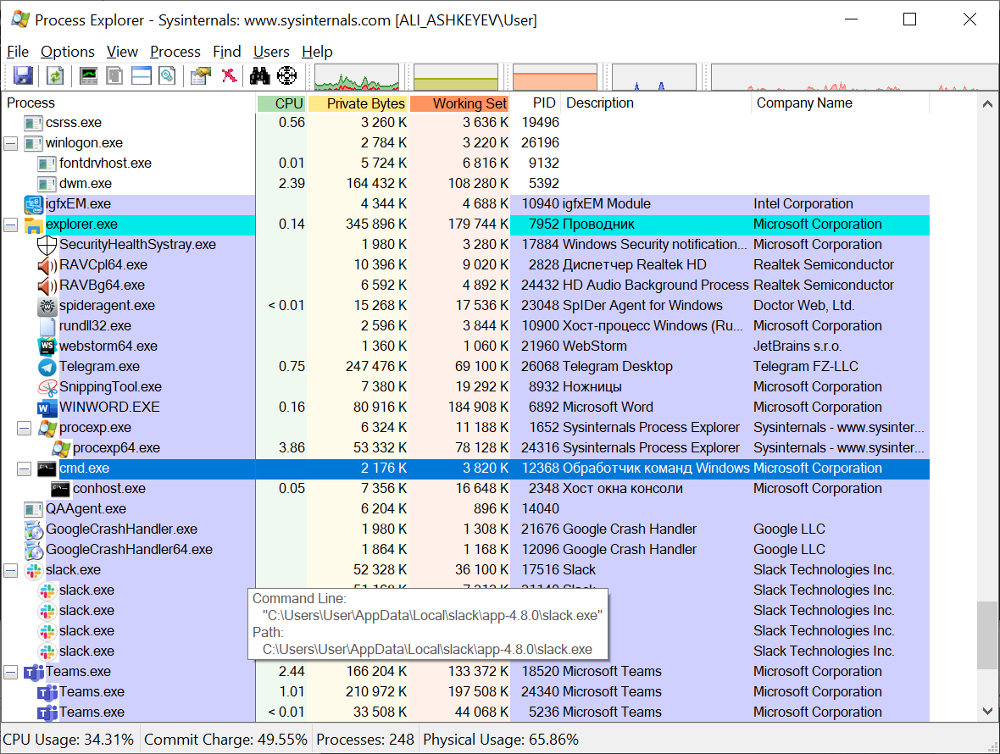 Process Explorer - Sysinternals: www.sysinternals.com [ALI_ASHKEYEV\User]
File Options View Process Find Users Help
Process CPU Private Bytes Working Set PID Description Company Name
csrss.exe 0.56 3 260 K 3 636 K 19496
winlogon.exe 2 784 K 3 220 K 26196
fontdrvhost.exe 0.01 5 724 K 6 816 K 9132
dwm.exe 2.39 164 432 K 108 280 K 5392
igfxEM.exe 4 344 K 4 688 K 10940 igfxEM Module Intel Corporation
explorer.exe 0.14 345 896 K 179 744 K 7952 Проводник Microsoft Corporation
SecurityHealthSystray.exe 1 980 K 3 280 K 17884 Windows Security notification... Microsoft Corporation
RAVCpl64.exe 10 396 K 9 020 K 2828 Диспетчер Realtek HD Realtek Semiconductor
RAVBg64.exe 6 592 K 4 892 K 24432 HD Audio Background Process Realtek Semiconductor
spideragent.exe < 0.01 15 268 K 17 536 K 23048 SpIDer Agent for Windows Doctor Web, Ltd.
rundll32.exe 2 596 K 3 844 K 10900 Хост-процесс Windows (Ru... Microsoft Corporation
WS webstorm64.exe 1 360 K 1 060 K 21960 WebStorm JetBrains s.r.o.
Telegram.exe 0.75 247 476 K 69 100 K 26068 Telegram Desktop Telegram FZ-LLC
SnippingTool.exe 7 380 K 19 292 K 8932 Ножницы Microsoft Corporation
W WINWORD.EXE 0.16 80 916 K 184 908 K 6892 Microsoft Word Microsoft Corporation
procexp.exe 6 324 K 11 188 K 1652 Sysinternals Process Explorer Sysinternals - www.sysinter...
procexp64.exe 3.86 53 332 K 78 128 K 24316 Sysinternals Process Explorer Sysinternals - www.sysinter...
cmd.exe 2 176 K 3 820 K 12368 Обработчик команд Windows Microsoft Corporation
conhost.exe 0.05 7 356 K 16 648 K 2348 Хост окна консоли Microsoft Corporation
QAAgent.exe 6 204 K 896 K 14040
GoogleCrashHandler.exe 1 980 K 1 308 K 21676 Google Crash Handler Google LLC
GoogleCrashHandler64.exe 1 864 K 1 168 K 12096 Google Crash Handler Google LLC
slack.exe 52 328 K 36 100 K 17516 Slack Slack Technologies Inc.
slack.exe Slack Technologies Inc.
Command Line:
slack.exe Slack Technologies Inc.
"C:\Users\User\AppData\Local\slack\app-4.8.0\slack.exe"
slack.exe Slack Technologies Inc.
Path:
slack.exe Slack Technologies Inc.
C:\Users\User\AppData\Local\slack\app-4.8.0\slack.exe
Teams.exe 2.44 166 204 K 133 372 K 18520 Microsoft Teams Microsoft Corporation
Teams.exe 1.01 210 972 K 197 508 K 24340 Microsoft Teams Microsoft Corporation
Teams.exe < 0.01 33 508 K 44 068 K 5236 Microsoft Teams Microsoft Corporation
CPU Usage: 34.31% Commit Charge: 49.55% Processes: 248 Physical Usage: 65.86%